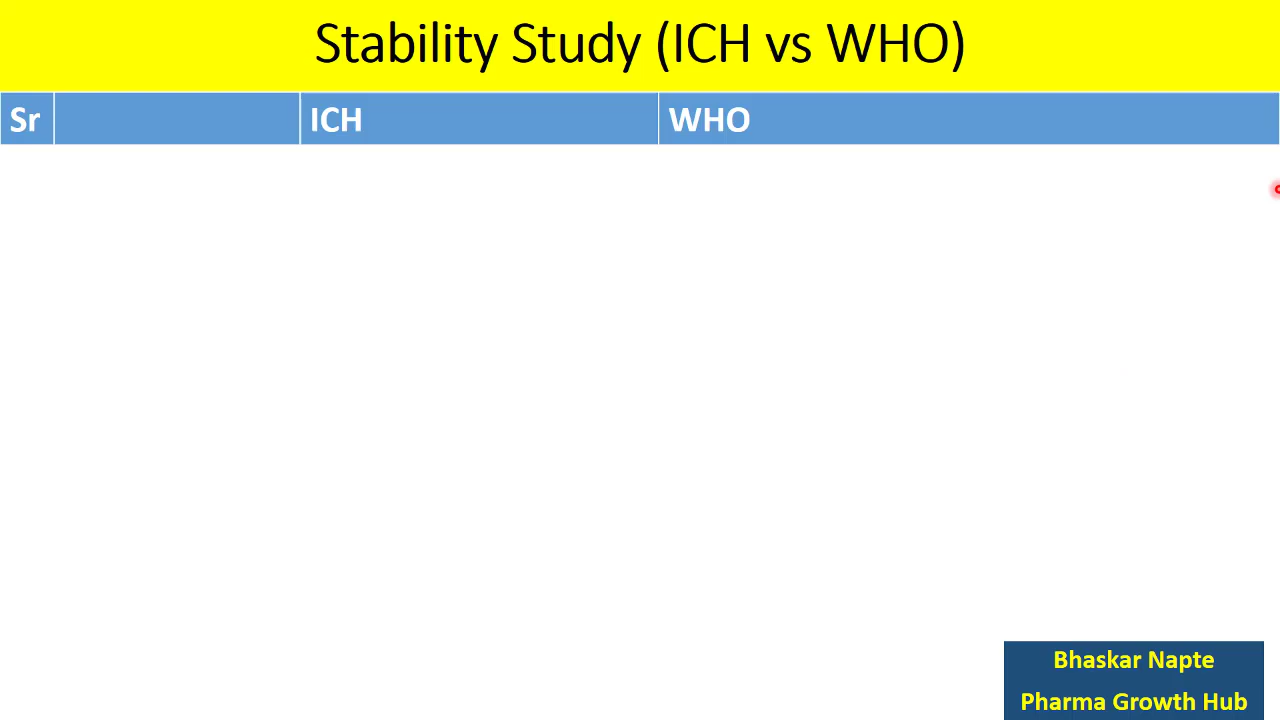 Stability Study (ICH vs WHO)
Sr ICH WHO
Bhaskar Napte
Pharma Growth Hub